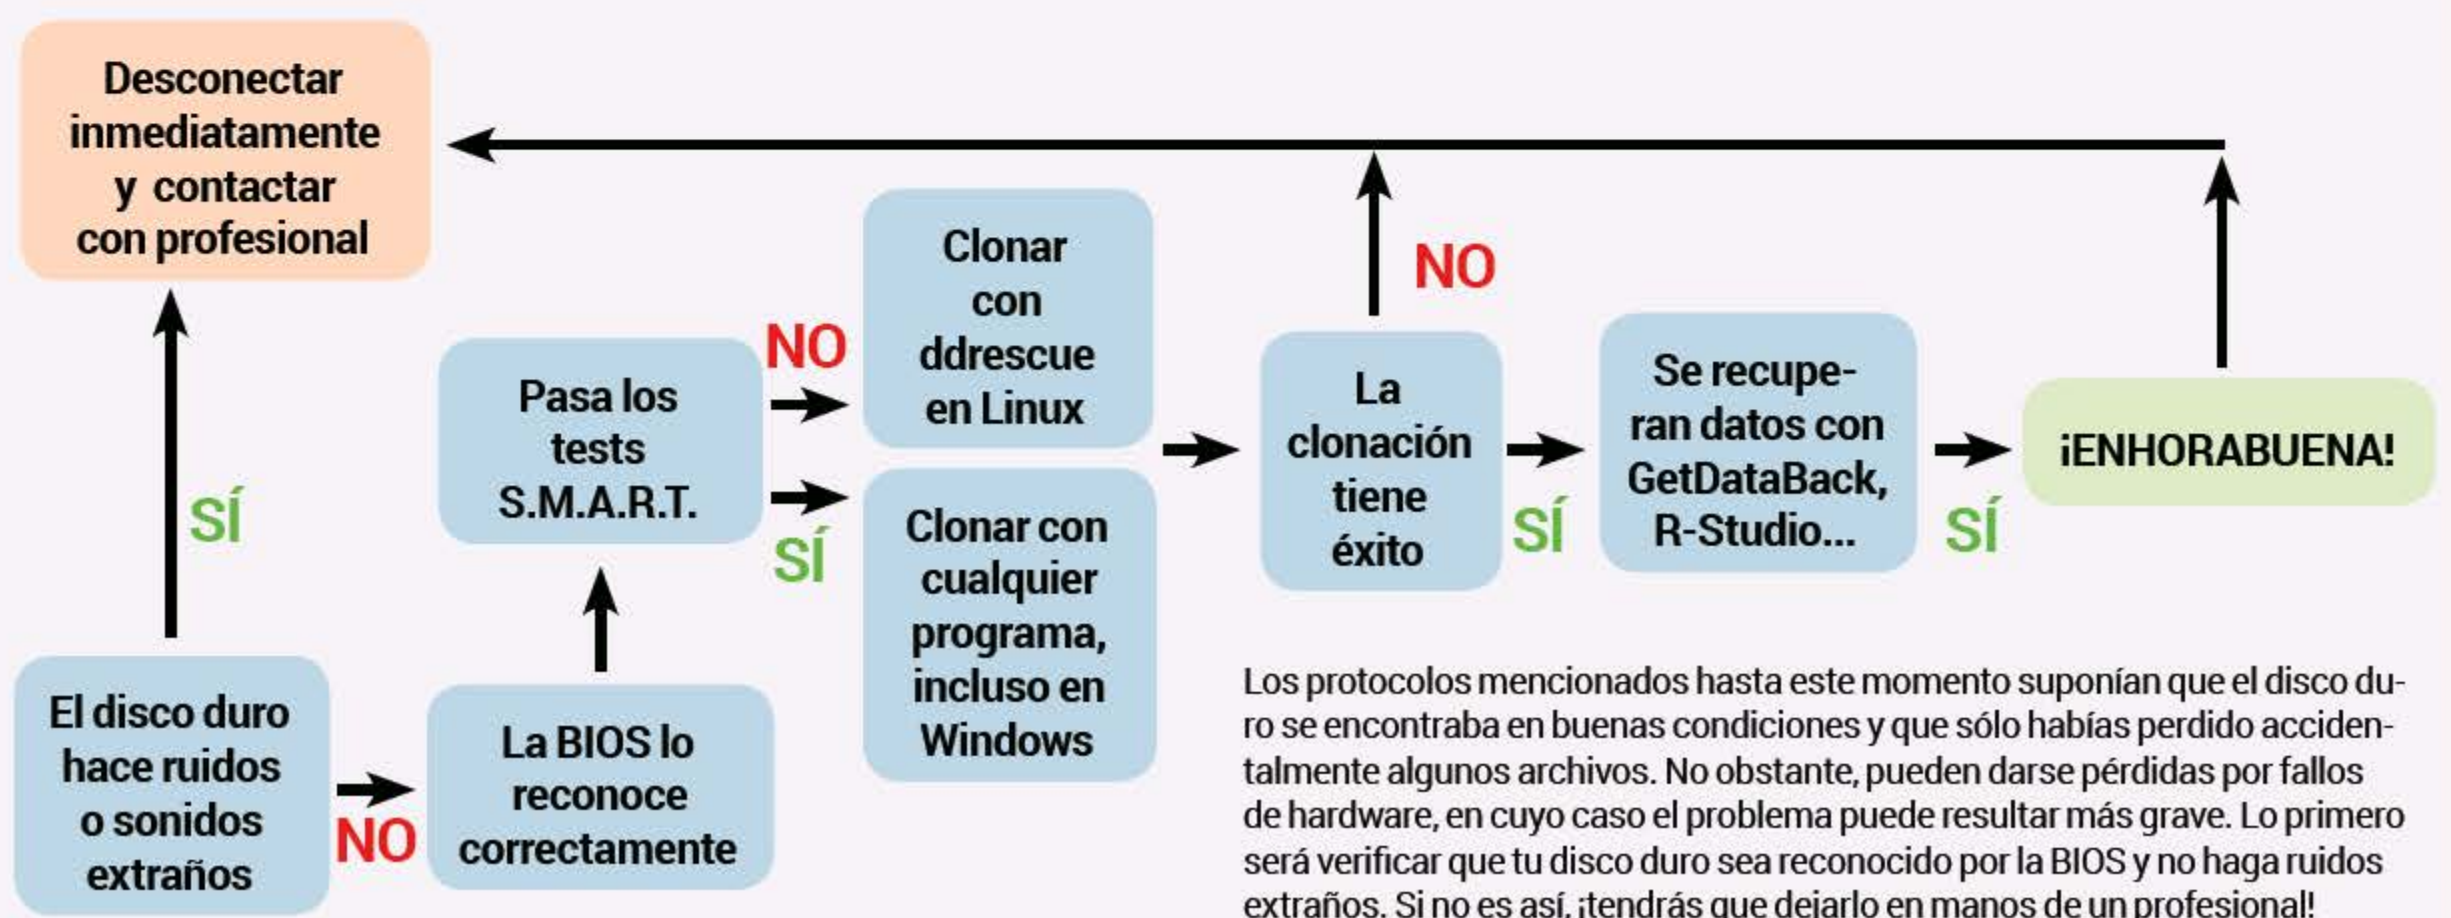 Desconectar
inmediatamente
y contactar
con profesional
SÍ
El disco duro
hace ruidos
o sonidos
extraños
NO
La BIOS lo
reconoce
correctamente
Pasa los
tests
S.M.A.R.T.
NO
SÍ
Clonar
con
ddrescue
en Linux
Clonar con
cualquier
programa,
incluso en
Windows
La
clonación
tiene
éxito
NO
SÍ
Se recupe-
ran datos con
GetDataBack,
R-Studio...
SÍ
¡ENHORABUENA!
Los protocolos mencionados hasta este momento suponían que el disco du-
ro se encontraba en buenas condiciones y que sólo habías perdido acciden-
talmente algunos archivos. No obstante, pueden darse pérdidas por fallos
de hardware, en cuyo caso el problema puede resultar más grave. Lo primero
será verificar que tu disco duro sea reconocido por la BIOS y no haga ruidos
extraños. Si no es así, ¡tendrás que dejarlo en manos de un profesional!